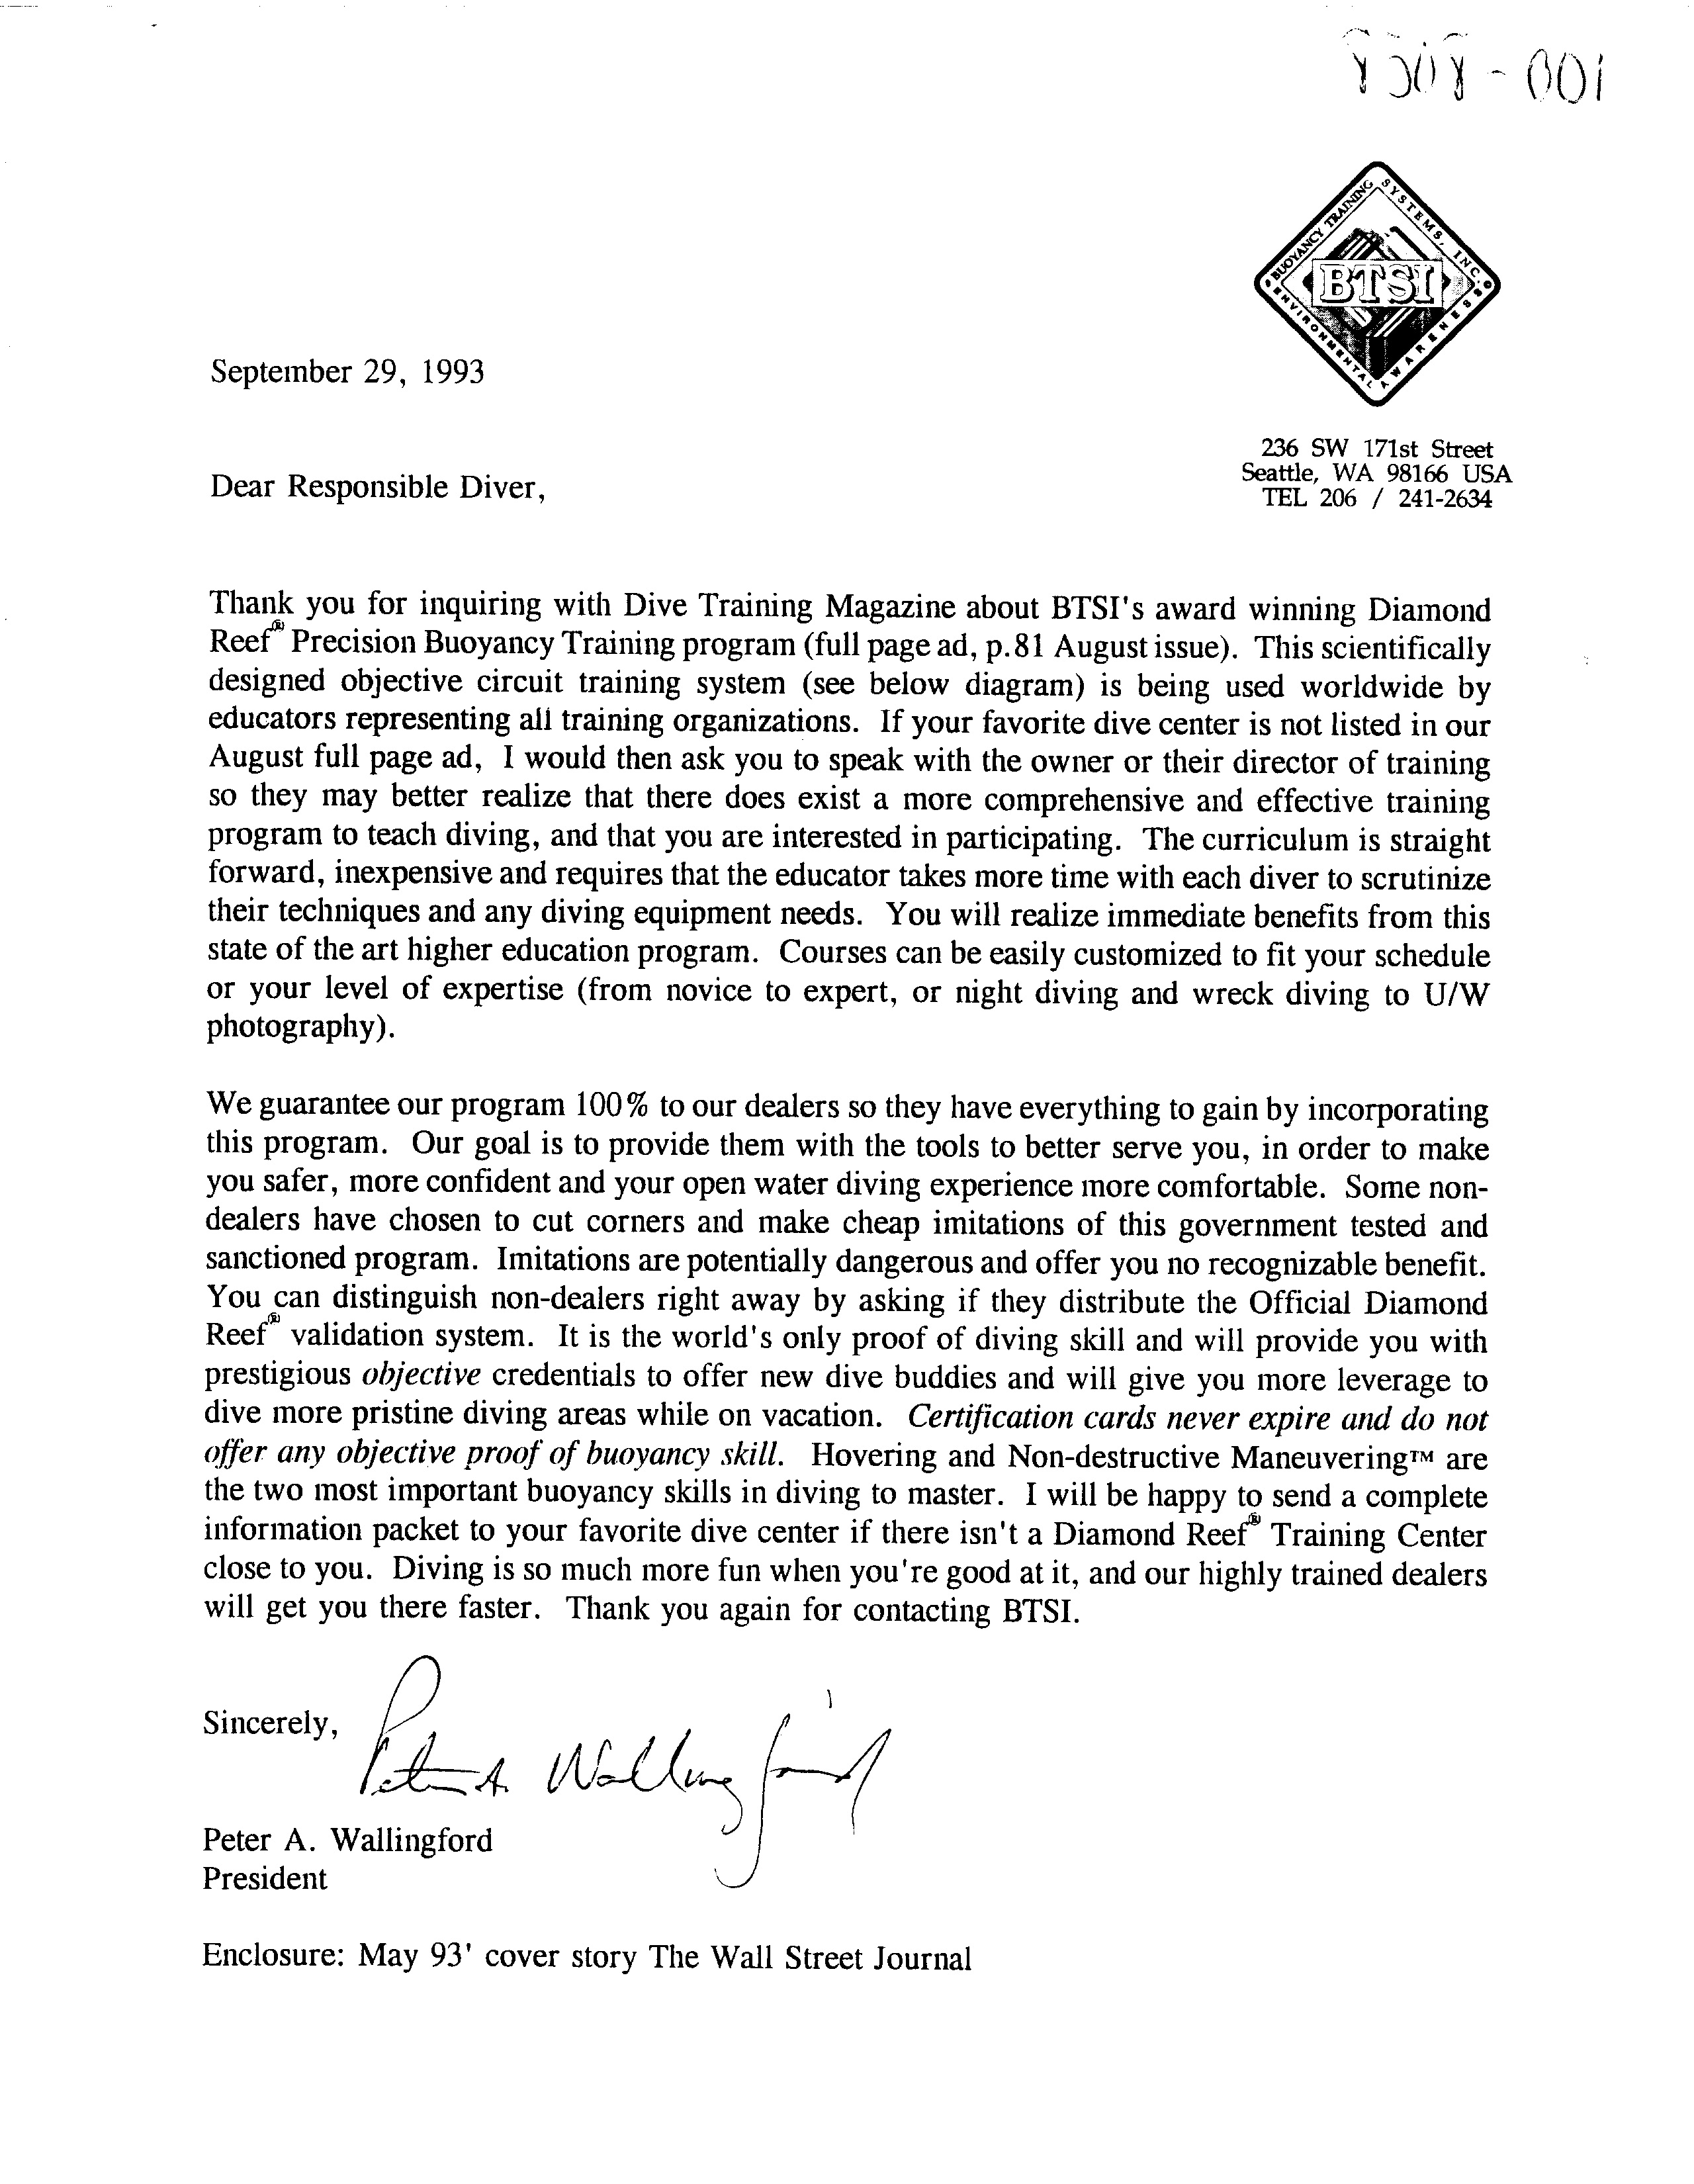 BUOYANCY TRAINING SYSTEMS, INC.
BTSI
ENVIRONMENTAL AWARENESS
236 SW 171st Street
Seattle, WA 98166 USA
TEL 206 / 241-2634
September 29, 1993
Dear Responsible Diver,
Thank you for inquiring with Dive Training Magazine about BTSI's award winning Diamond
Reef® Precision Buoyancy Training program (full page ad, p.81 August issue). This scientifically
designed objective circuit training system (see below diagram) is being used worldwide by
educators representing all training organizations. If your favorite dive center is not listed in our
August full page ad, I would then ask you to speak with the owner or their director of training
so they may better realize that there does exist a more comprehensive and effective training
program to teach diving, and that you are interested in participating. The curriculum is straight
forward, inexpensive and requires that the educator takes more time with each diver to scrutinize
their techniques and any diving equipment needs. You will realize immediate benefits from this
state of the art higher education program. Courses can be easily customized to fit your schedule
or your level of expertise (from novice to expert, or night diving and wreck diving to U/W
photography).
We guarantee our program 100% to our dealers so they have everything to gain by incorporating
this program. Our goal is to provide them with the tools to better serve you, in order to make
you safer, more confident and your open water diving experience more comfortable. Some non-
dealers have chosen to cut corners and make cheap imitations of this government tested and
sanctioned program. Imitations are potentially dangerous and offer you no recognizable benefit.
You can distinguish non-dealers right away by asking if they distribute the Official Diamond
Reef® validation system. It is the world's only proof of diving skill and will provide you with
prestigious objective credentials to offer new dive buddies and will give you more leverage to
dive more pristine diving areas while on vacation. Certification cards never expire and do not
offer any objective proof of buoyancy skill. Hovering and Non-destructive Maneuvering™ are
the two most important buoyancy skills in diving to master. I will be happy to send a complete
information packet to your favorite dive center if there isn't a Diamond Reef® Training Center
close to you. Diving is so much more fun when you're good at it, and our highly trained dealers
will get you there faster. Thank you again for contacting BTSI.
Sincerely,
Peter A Wallingford
Peter A. Wallingford
President
Enclosure: May 93' cover story The Wall Street Journal